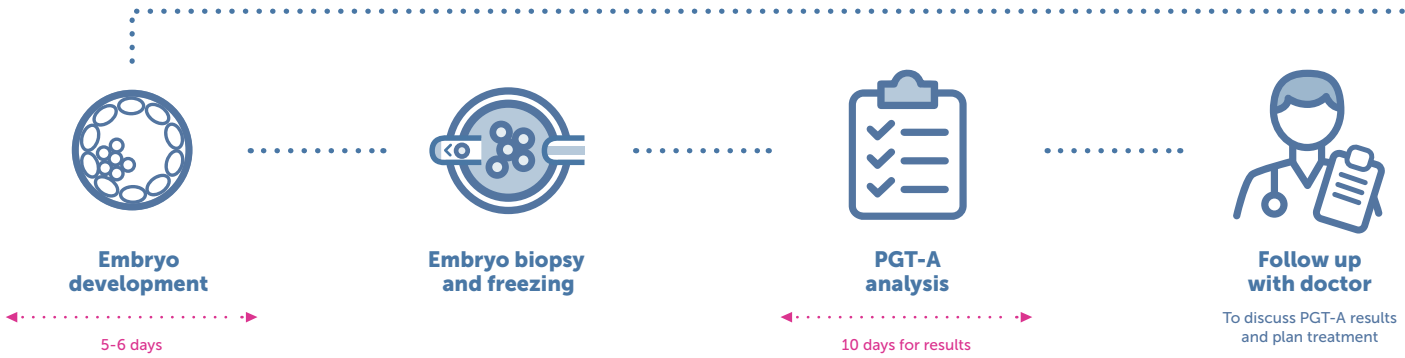 Embryo
development
5-6 days
Embryo biopsy
and freezing
PGT-A
analysis
10 days for results
Follow up
with doctor
To discuss PGT-A results
and plan treatment